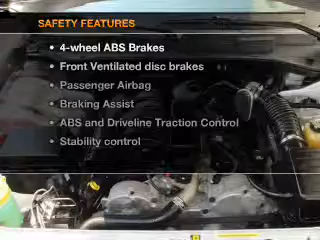 SAFETY FEATURES
• 4-wheel ABS Brakes
• Front Ventilated disc brakes
• Passenger Airbag
• Braking Assist
• ABS and Driveline Traction Control
• Stability control